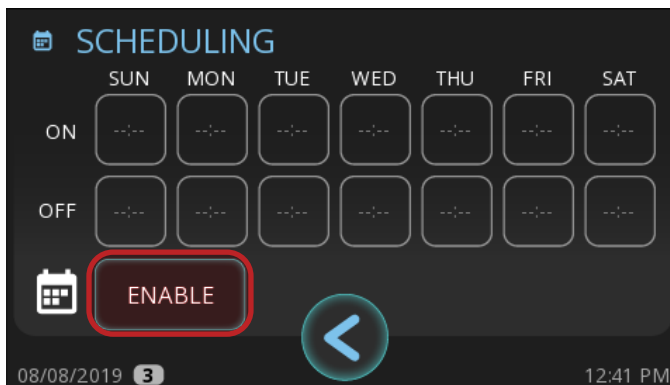 SCHEDULING
SUN MON TUE WED THU FRI SAT
ON --:-- --:-- --:-- --:-- --:-- --:-- --:--
OFF --:-- --:-- --:-- --:-- --:-- --:-- --:--
ENABLE
08/08/2019 3 12:41 PM